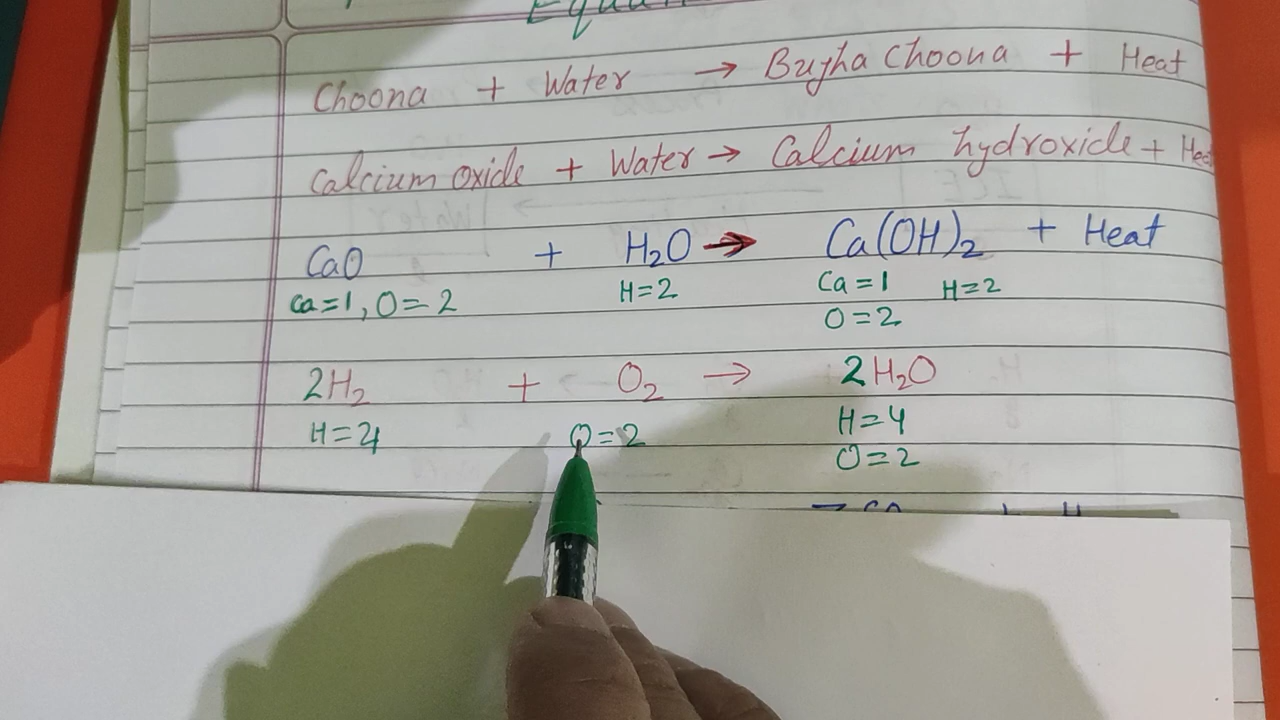 Choona + Water → Bujha Choona + Heat
Calcium oxide + Water → Calcium hydroxide +
CaO + H₂O → Ca(OH)₂ + Heat
Ca=1, O=2 H=2 Ca=1 H=2
O=2
2H₂ + O₂ → 2H₂O
H=4 O=2 H=4
O=2